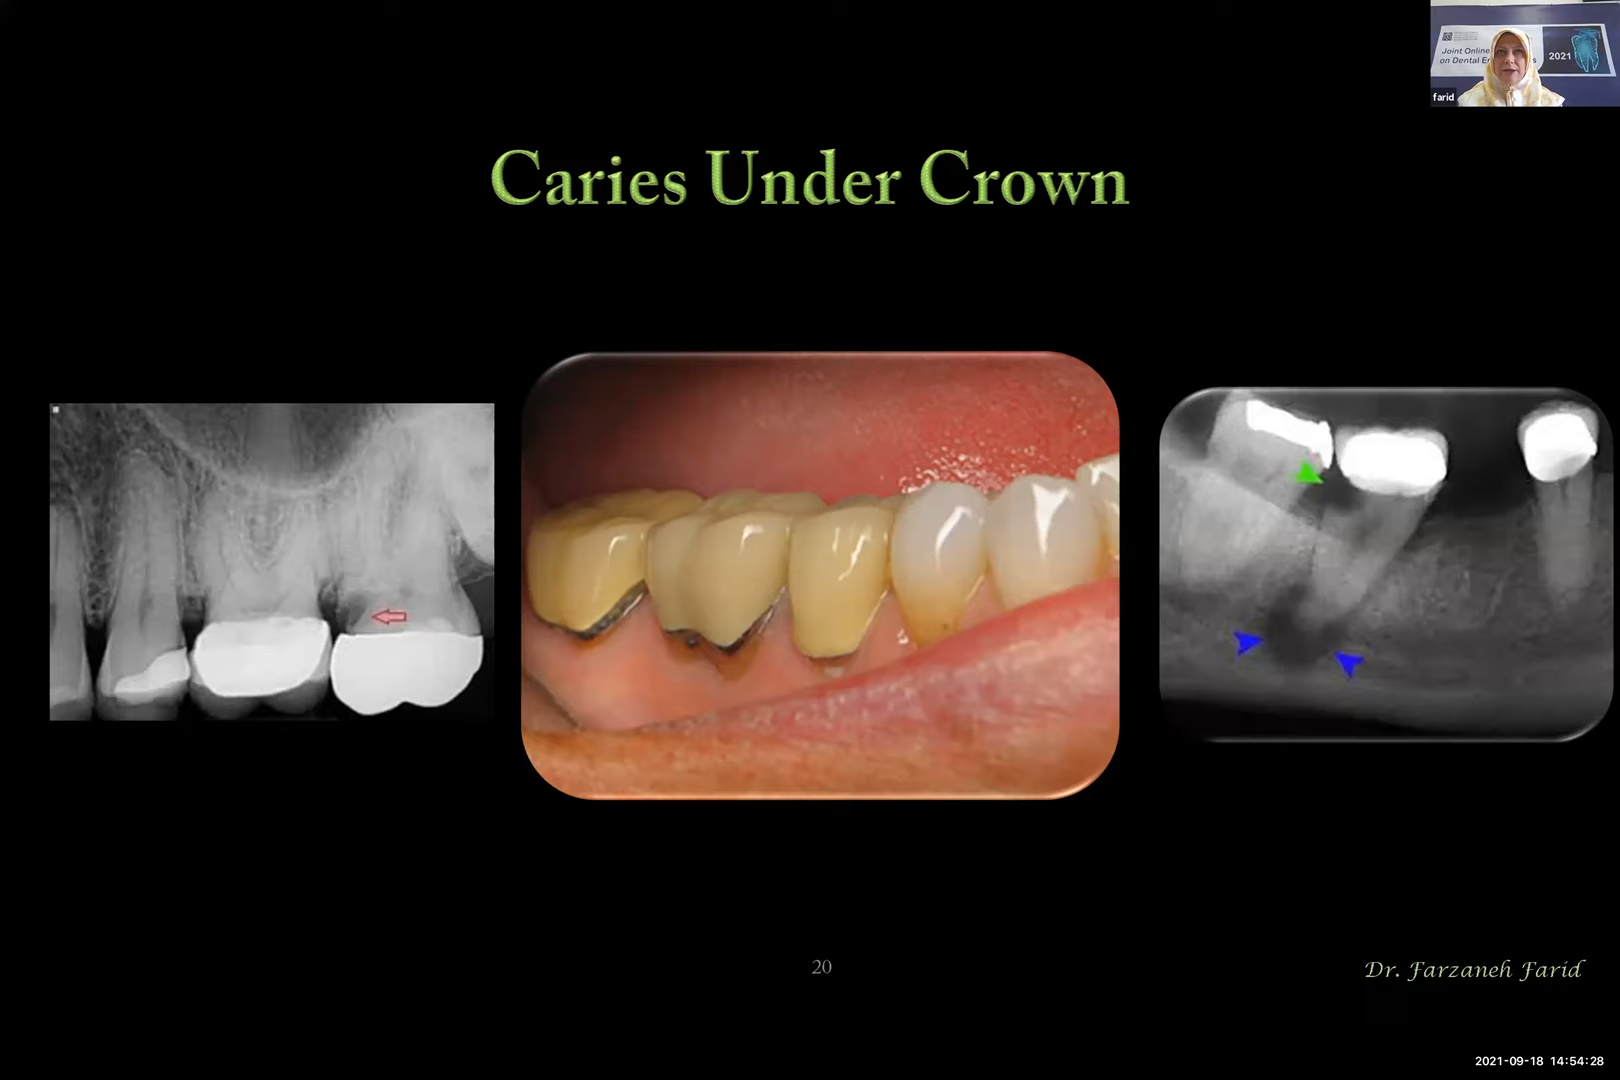 Joint Online
on Dental
2021
farid
Caries Under Crown
20
Dr. Farzaneh Farid
2021-09-18 14:54:28